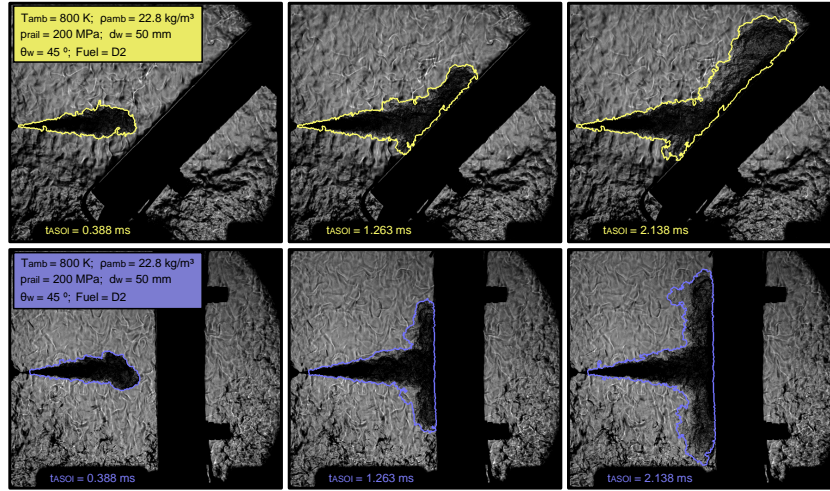 Tamb = 800 K; ρamb = 22.8 kg/m³
prail = 200 MPa; dw = 50 mm
θw = 45 º; Fuel = D2
tASOI = 0.388 ms
tASOI = 1.263 ms
tASOI = 2.138 ms
Tamb = 800 K; ρamb = 22.8 kg/m³
prail = 200 MPa; dw = 50 mm
θw = 45 º; Fuel = D2
tASOI = 0.388 ms
tASOI = 1.263 ms
tASOI = 2.138 ms